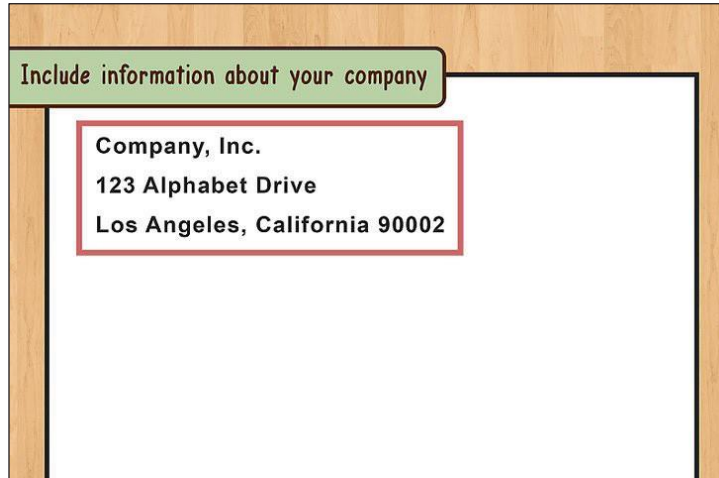 Include information about your company
Company, Inc.
123 Alphabet Drive
Los Angeles, California 90002